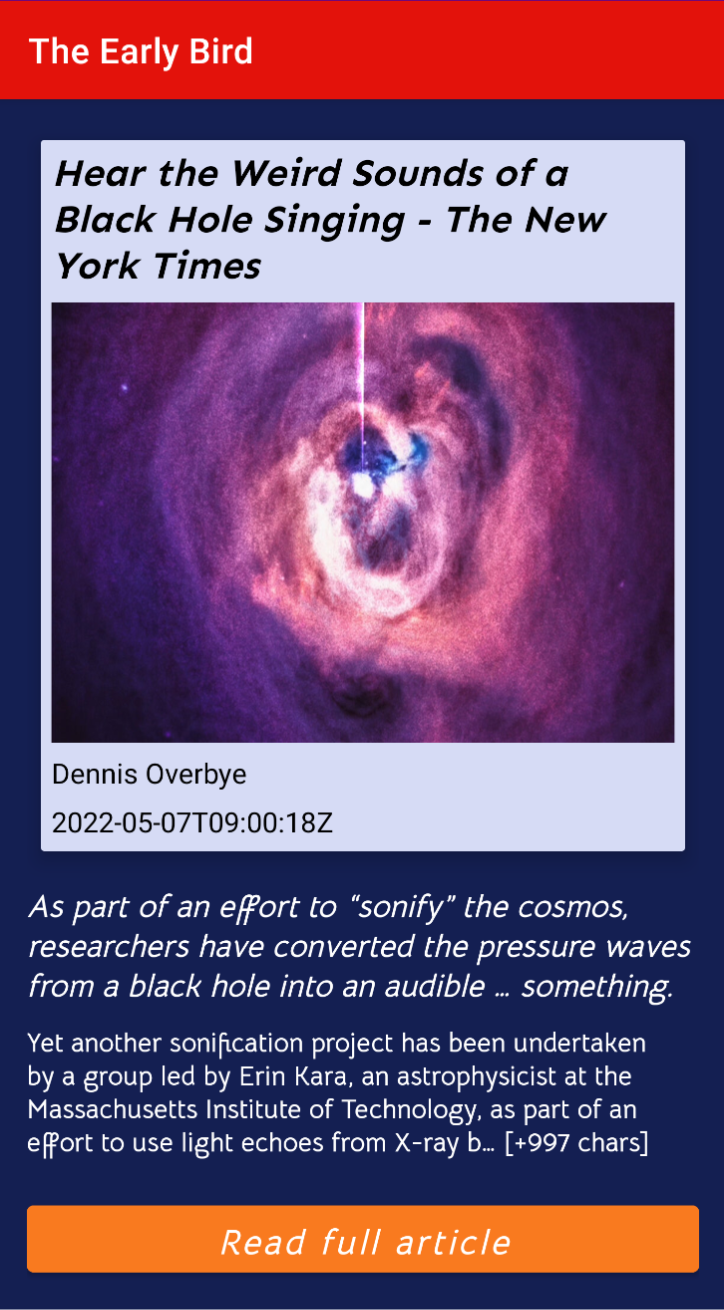 The Early Bird
Hear the Weird Sounds of a
Black Hole Singing - The New
York Times
Dennis Overbye
2022-05-07T09:00:18Z
As part of an effort to “sonify” the cosmos,
researchers have converted the pressure waves
from a black hole into an audible … something.
Yet another sonification project has been undertaken
by a group led by Erin Kara, an astrophysicist at the
Massachusetts Institute of Technology, as part of an
effort to use light echoes from X-ray b… [+997 chars]
Read full article